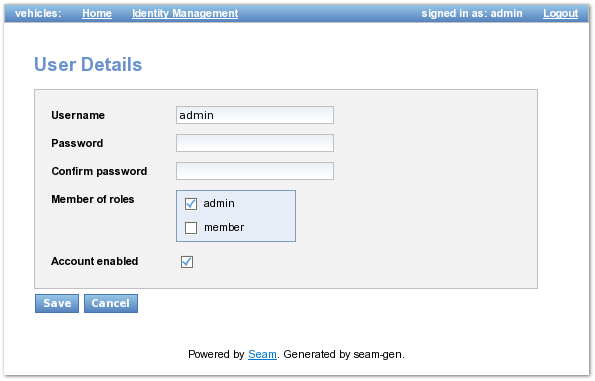 vehicles: Home Identity Management signed in as: admin Logout
User Details
Username admin
Password
Confirm password
Member of roles admin
member
Account enabled
Save Cancel
Powered by Seam. Generated by seam-gen.